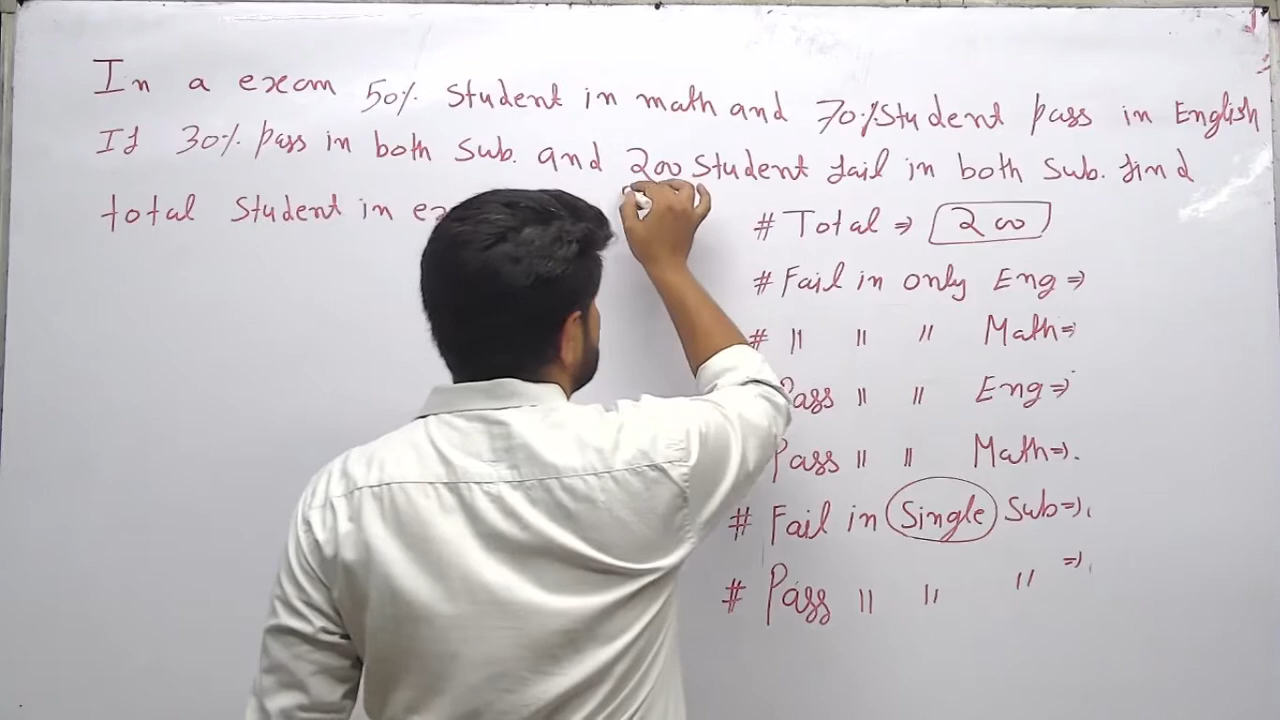 In a exam 50% Student in math and 70% Student pass in English
If 30% pass in both Sub. and 200 Student fail in both Sub. find
total Student in
# Total ⇒ 200
# Fail in only Eng ⇒
# 〃 〃 〃 Math ⇒
Pass 〃 〃 Eng ⇒
Pass 〃 〃 Math ⇒.
# Fail in Single Sub ⇒
# Pass 〃 〃 〃 ⇒